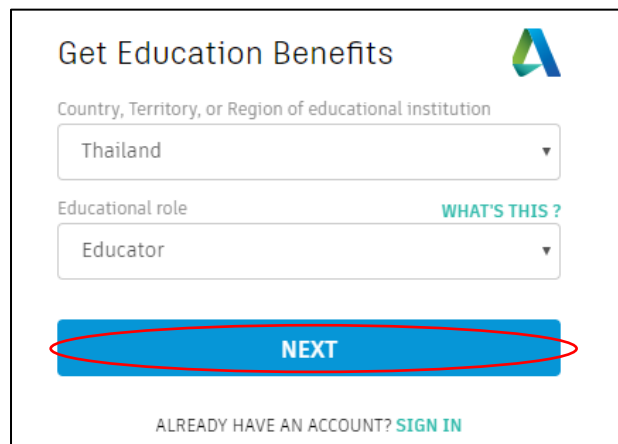 Get Education Benefits
Country, Territory, or Region of educational institution
Thailand
Educational role WHAT'S THIS ?
Educator
NEXT
ALREADY HAVE AN ACCOUNT? SIGN IN